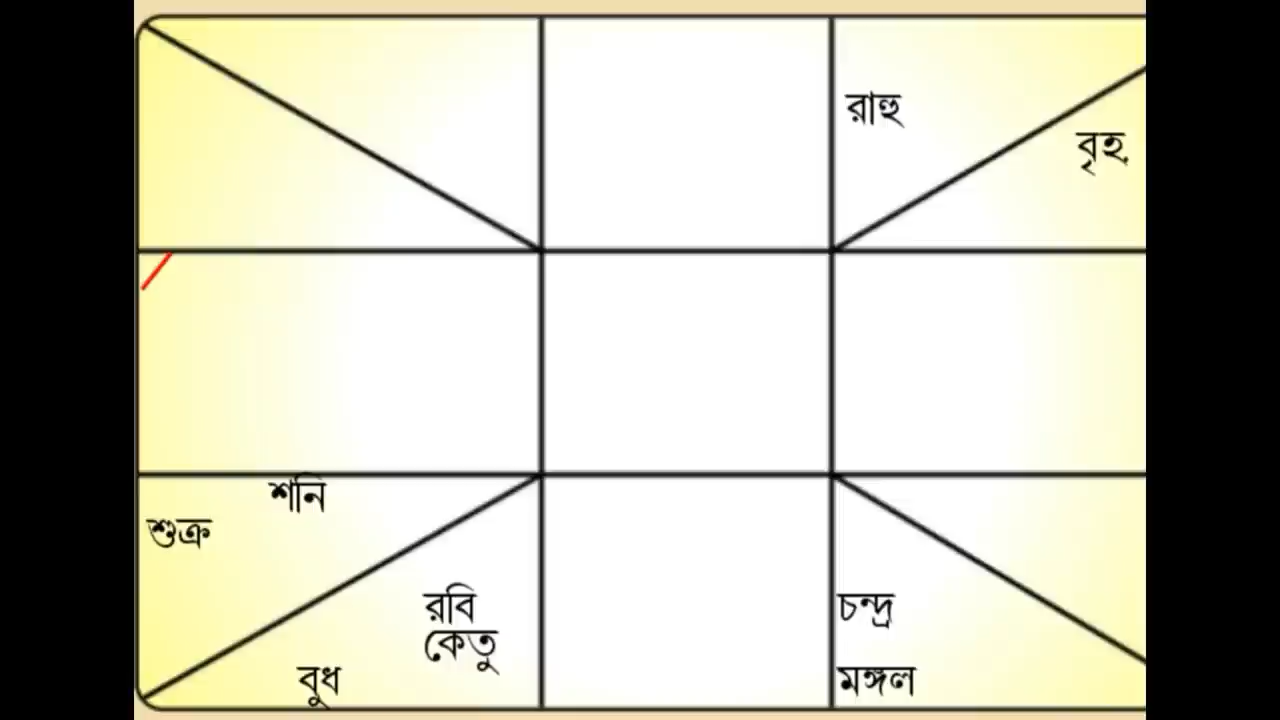 রাহু
বৃহ
শনি
শুক্র
রবি
কেতু
বুধ
চন্দ্র
মঙ্গল